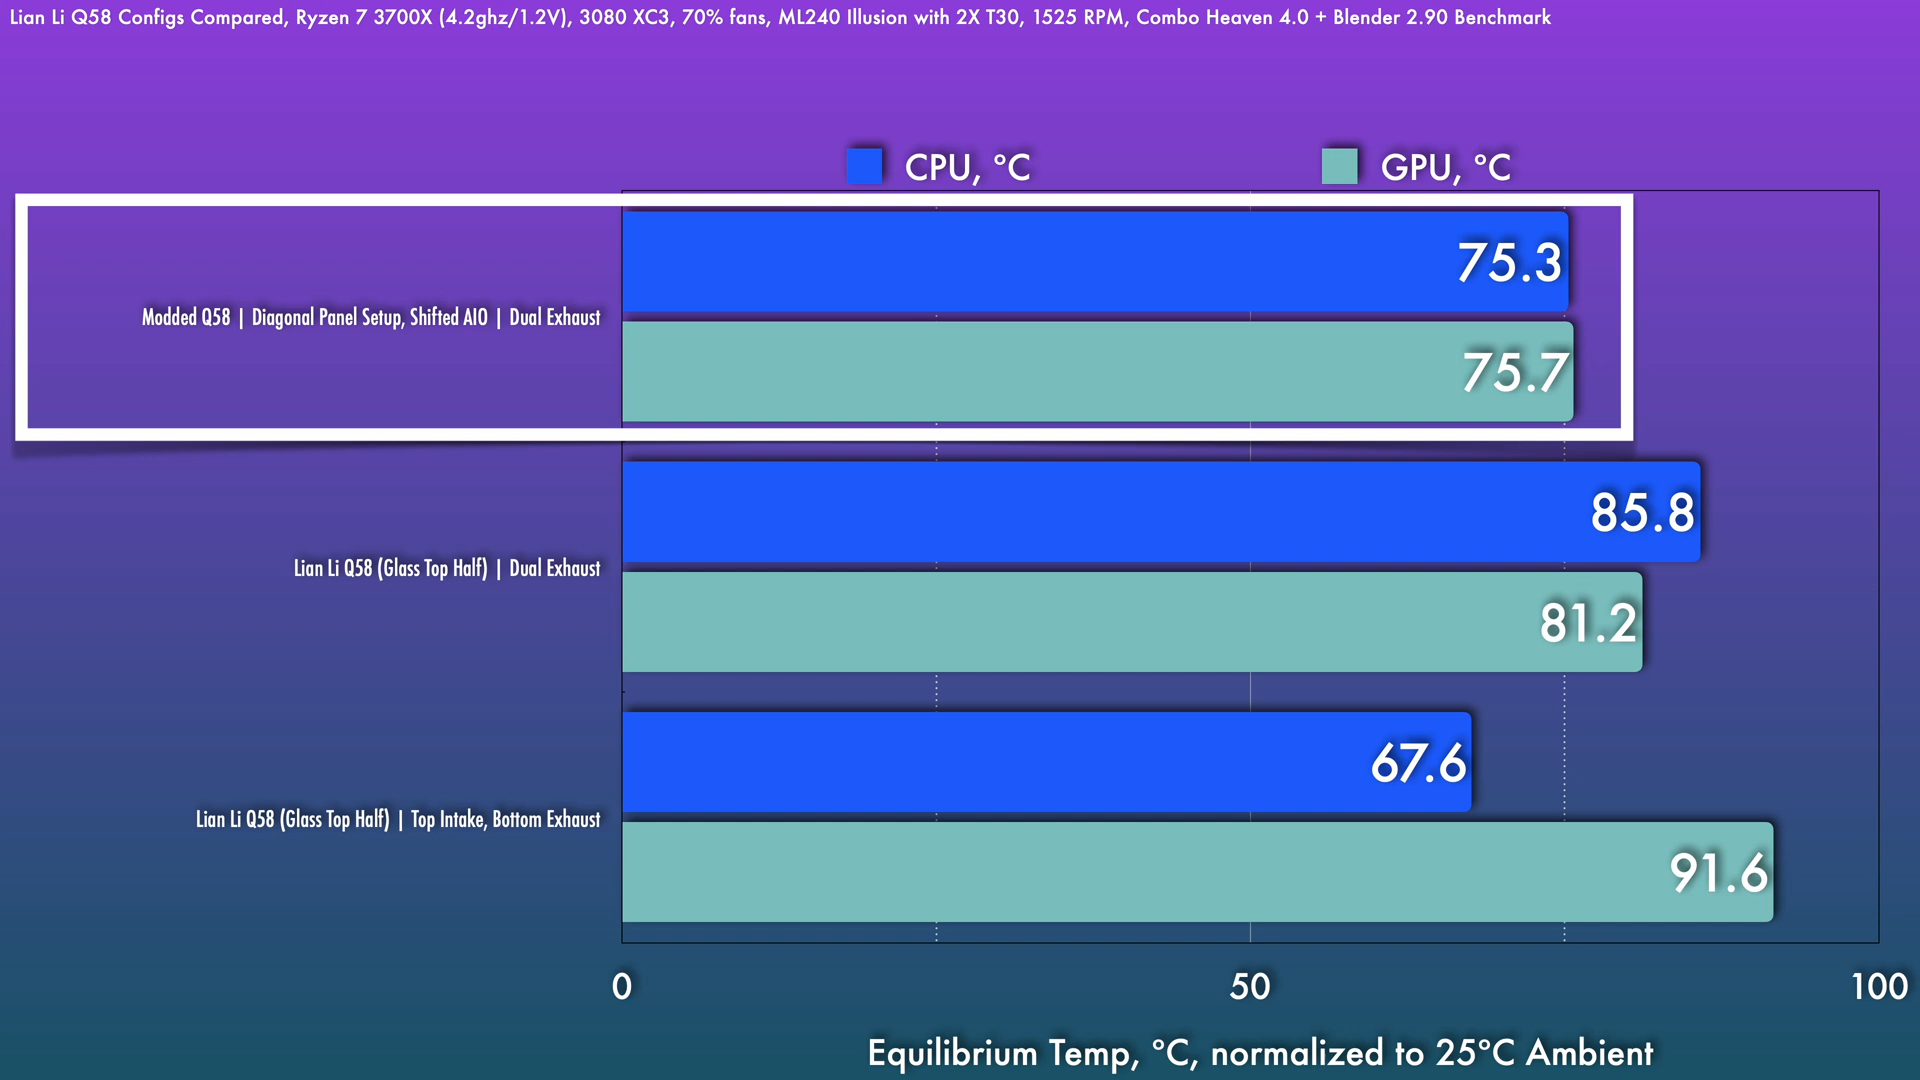 Lian Li Q58 Configs Compared, Ryzen 7 3700X (4.2ghz/1.2V), 3080 XC3, 70% fans, ML240 Illusion with 2X T30, 1525 RPM, Combo Heaven 4.0 + Blender 2.90 Benchmark
CPU, °C
GPU, °C
Modded Q58 | Diagonal Panel Setup, Shifted AIO | Dual Exhaust
75.3
75.7
Lian Li Q58 (Glass Top Half) | Dual Exhaust
85.8
81.2
Lian Li Q58 (Glass Top Half) | Top Intake, Bottom Exhaust
67.6
91.6
0
50
100
Equilibrium Temp, °C, normalized to 25°C Ambient